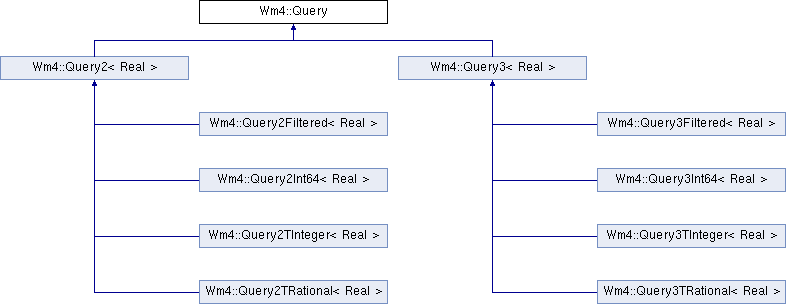 Wm4::Query
Wm4::Query2< Real >
Wm4::Query3< Real >
Wm4::Query2Filtered< Real >
Wm4::Query3Filtered< Real >
Wm4::Query2Int64< Real >
Wm4::Query3Int64< Real >
Wm4::Query2TInteger< Real >
Wm4::Query3TInteger< Real >
Wm4::Query2TRational< Real >
Wm4::Query3TRational< Real >